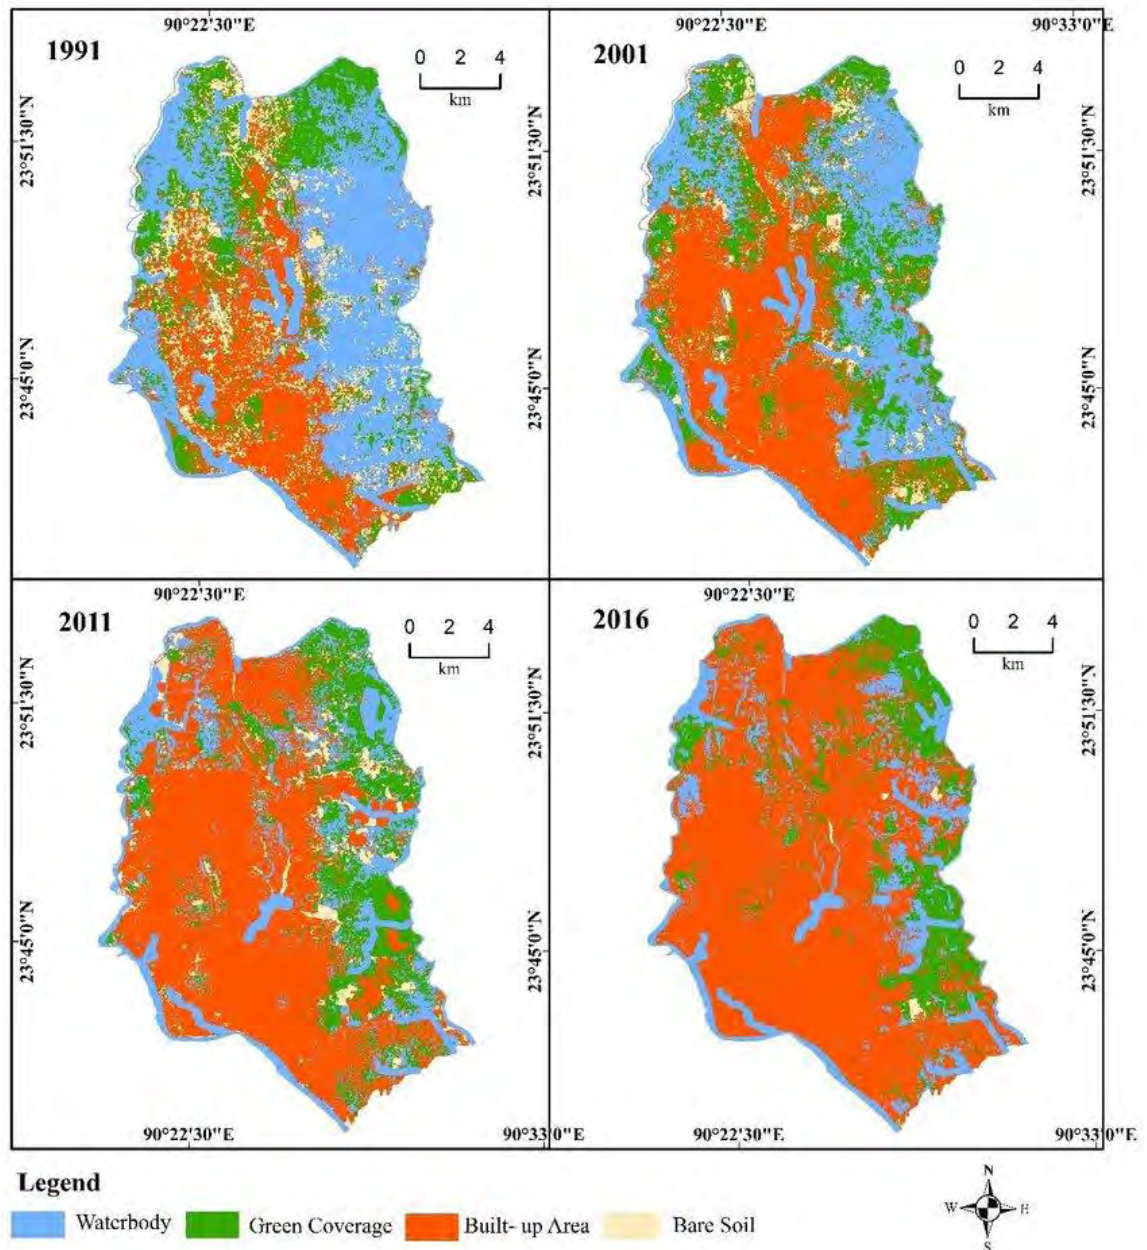 90°22'30"E
90°22'30"E
90°33'0"E
1991
0 2 4
km
2001
0 2 4
km
23°51'30"N
23°51'30"N
23°51'30"N
23°45'0"N
23°45'0"N
23°45'0"N
90°22'30"E
90°22'30"E
2011
0 2 4
km
2016
0 2 4
km
23°51'30"N
23°51'30"N
23°51'30"N
23°45'0"N
23°45'0"N
23°45'0"N
90°22'30"E
90°33'0"E
90°22'30"E
90°33'0"E
Legend
Waterbody
Green Coverage
Built- up Area
Bare Soil
N
W E
S